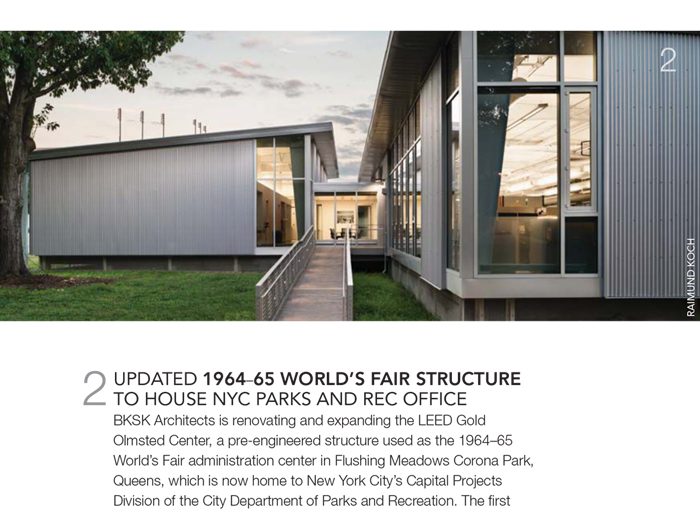 2
RAIMUND KOCH
2 UPDATED 1964–65 WORLD’S FAIR STRUCTURE
TO HOUSE NYC PARKS AND REC OFFICE
BKSK Architects is renovating and expanding the LEED Gold
Olmsted Center, a pre-engineered structure used as the 1964–65
World’s Fair administration center in Flushing Meadows Corona Park,
Queens, which is now home to New York City’s Capital Projects
Division of the City Department of Parks and Recreation. The first